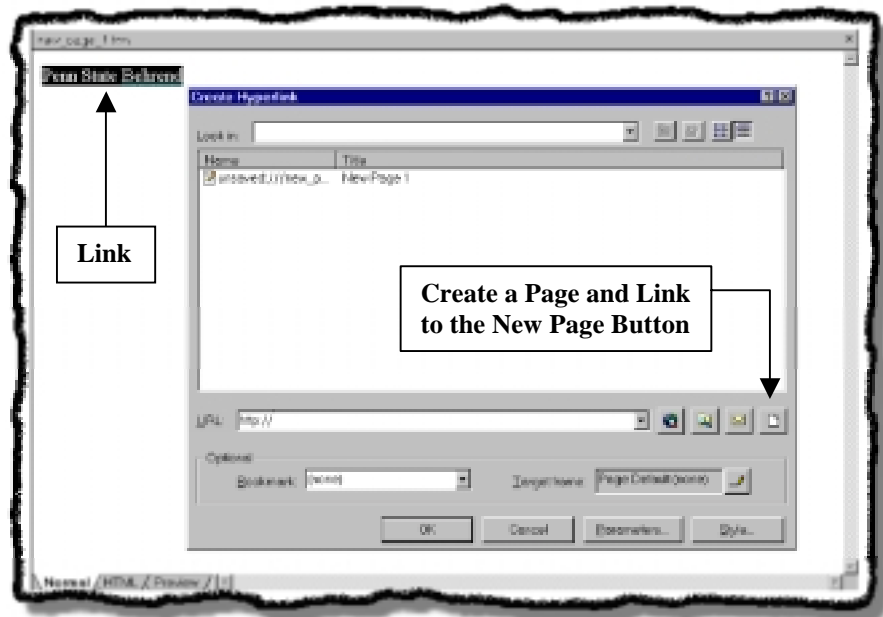 new_page_1.htm
Penn State Behrend
Create Hyperlink
Look in:
Name Title
unsaved:///new_p... New Page 1
Link
Create a Page and Link
to the New Page Button
URL: http://
Optional
Bookmark: (none) Target frame: Page Default (none)
OK Cancel Parameters... Style...
Normal HTML Preview